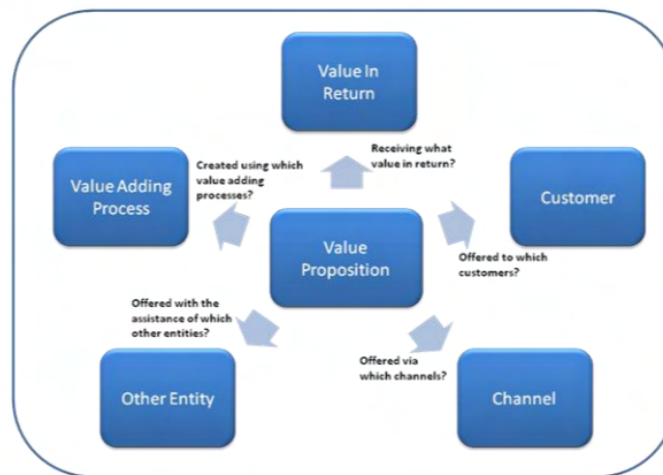 Value In
Return
Created using which
value adding
processes?
Receiving what
value in return?
Value Adding
Process
Customer
Value
Proposition
Offered to which
customers?
Offered with the
assistance of which
other entities?
Offered via
which channels?
Other Entity
Channel